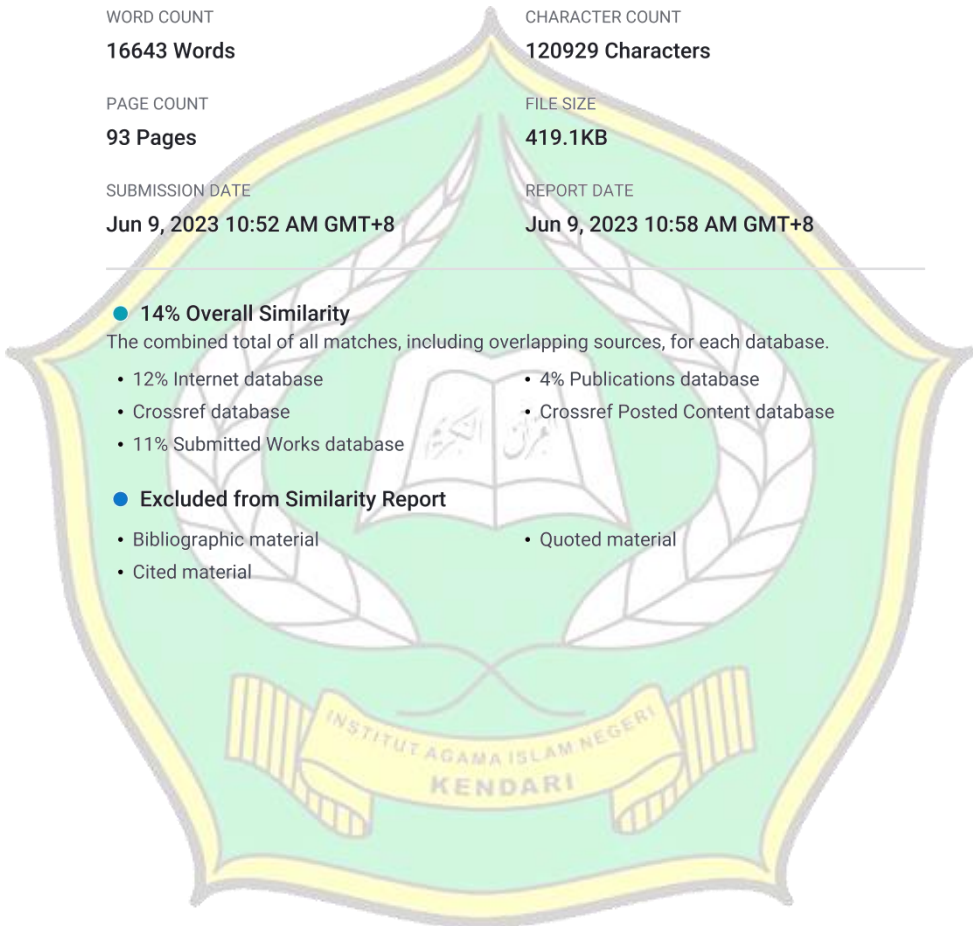 WORD COUNT
16643 Words
CHARACTER COUNT
120929 Characters
PAGE COUNT
93 Pages
FILE SIZE
419.1KB
SUBMISSION DATE
Jun 9, 2023 10:52 AM GMT+8
REPORT DATE
Jun 9, 2023 10:58 AM GMT+8
● 14% Overall Similarity
The combined total of all matches, including overlapping sources, for each database.
• 12% Internet database
• 4% Publications database
• Crossref database
• Crossref Posted Content database
• 11% Submitted Works database
● Excluded from Similarity Report
• Bibliographic material
• Quoted material
• Cited material
INSTITUT AGAMA ISLAM NEGERI
KENDARI